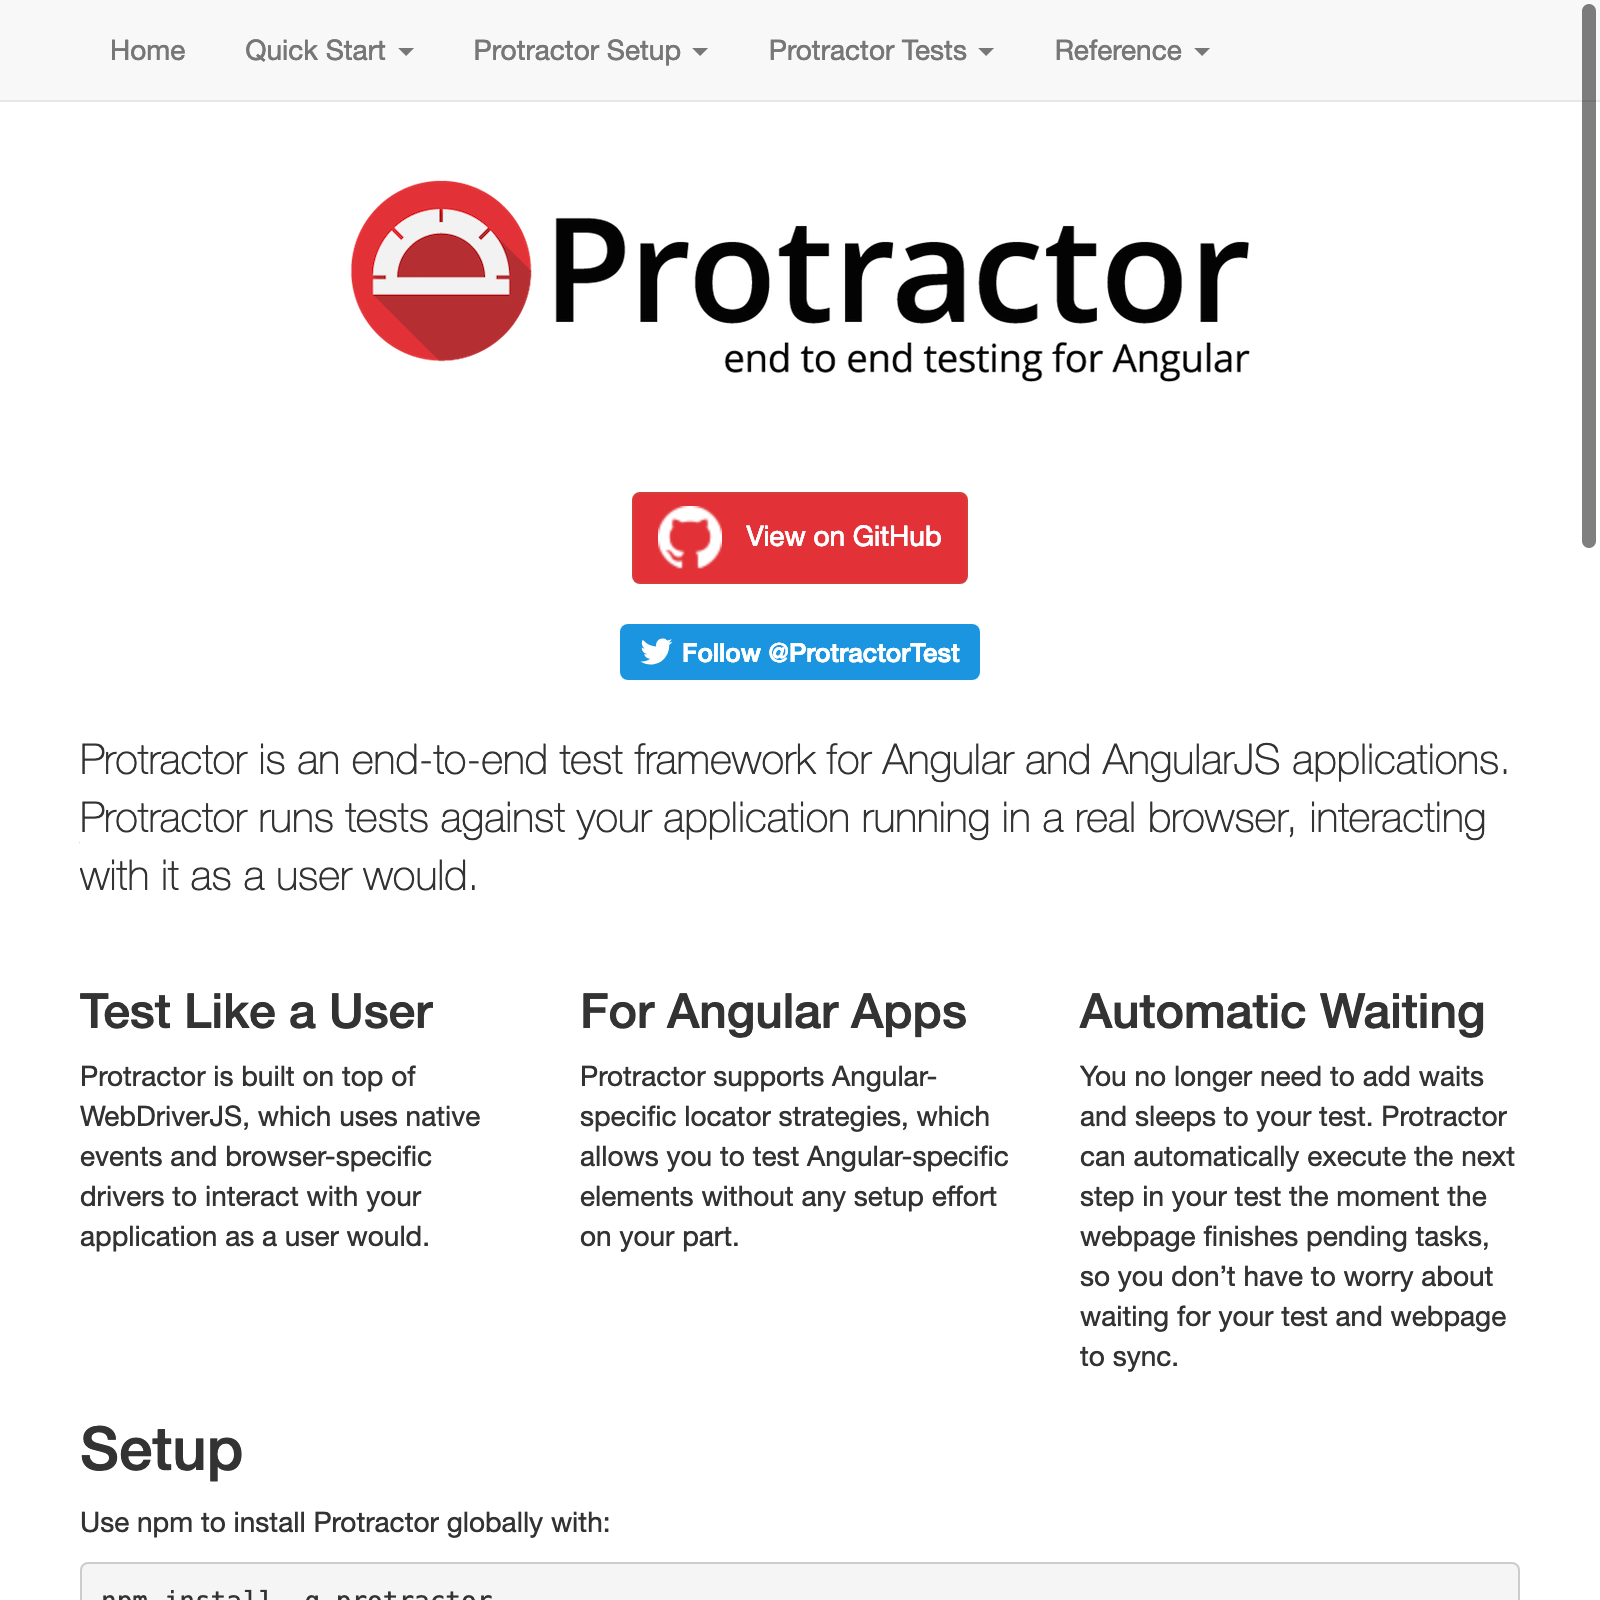 Home Quick Start Protractor Setup Protractor Tests Reference
Protractor
end to end testing for Angular
View on GitHub
Follow @ProtractorTest
Protractor is an end-to-end test framework for Angular and AngularJS applications.
Protractor runs tests against your application running in a real browser, interacting
with it as a user would.
Test Like a User
Protractor is built on top of
WebDriverJS, which uses native
events and browser-specific
drivers to interact with your
application as a user would.
For Angular Apps
Protractor supports Angular-
specific locator strategies, which
allows you to test Angular-specific
elements without any setup effort
on your part.
Automatic Waiting
You no longer need to add waits
and sleeps to your test. Protractor
can automatically execute the next
step in your test the moment the
webpage finishes pending tasks,
so you don’t have to worry about
waiting for your test and webpage
to sync.
Setup
Use npm to install Protractor globally with:
npm install -g protractor